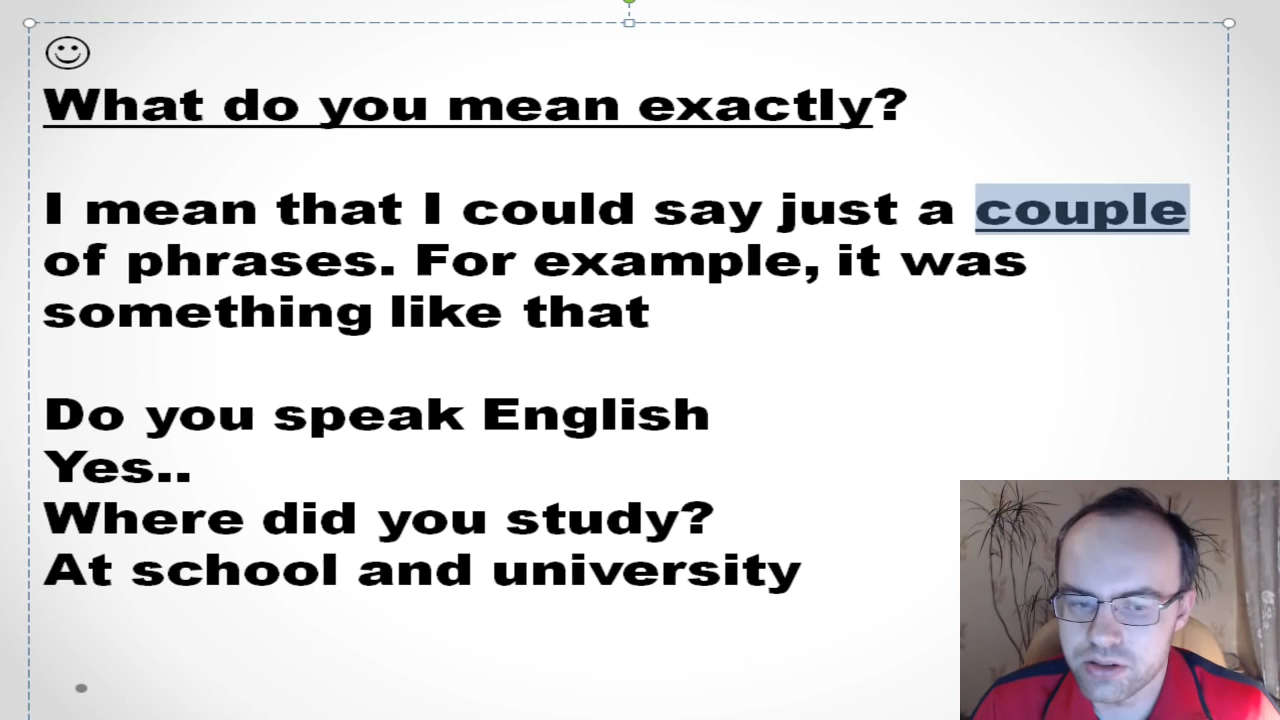 What do you mean exactly?
I mean that I could say just a couple
of phrases. For example, it was
something like that
Do you speak English
Yes..
Where did you study?
At school and university